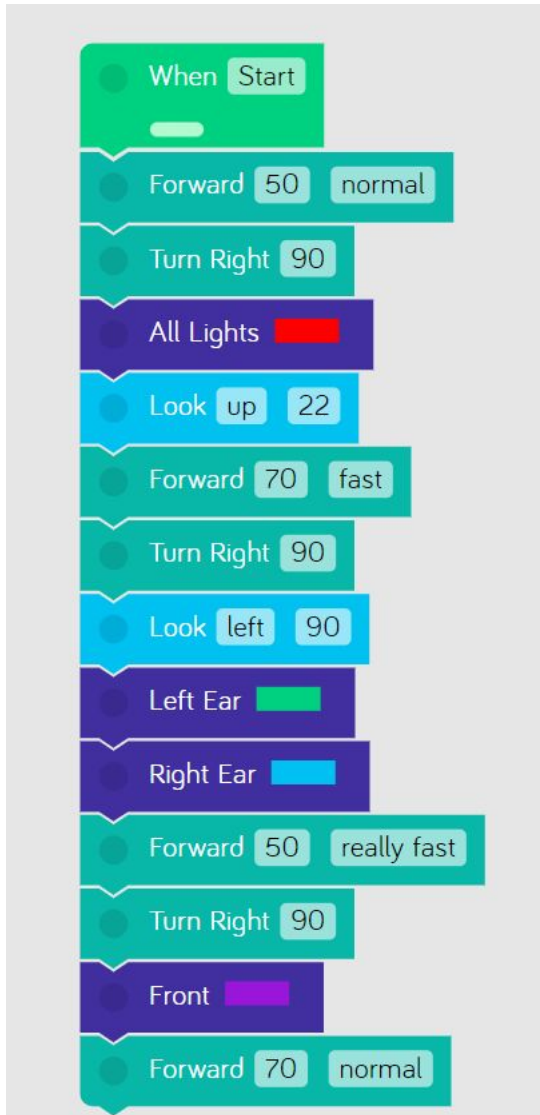 When Start
Forward 50 normal
Turn Right 90
All Lights
Look up 22
Forward 70 fast
Turn Right 90
Look left 90
Left Ear
Right Ear
Forward 50 really fast
Turn Right 90
Front
Forward 70 normal